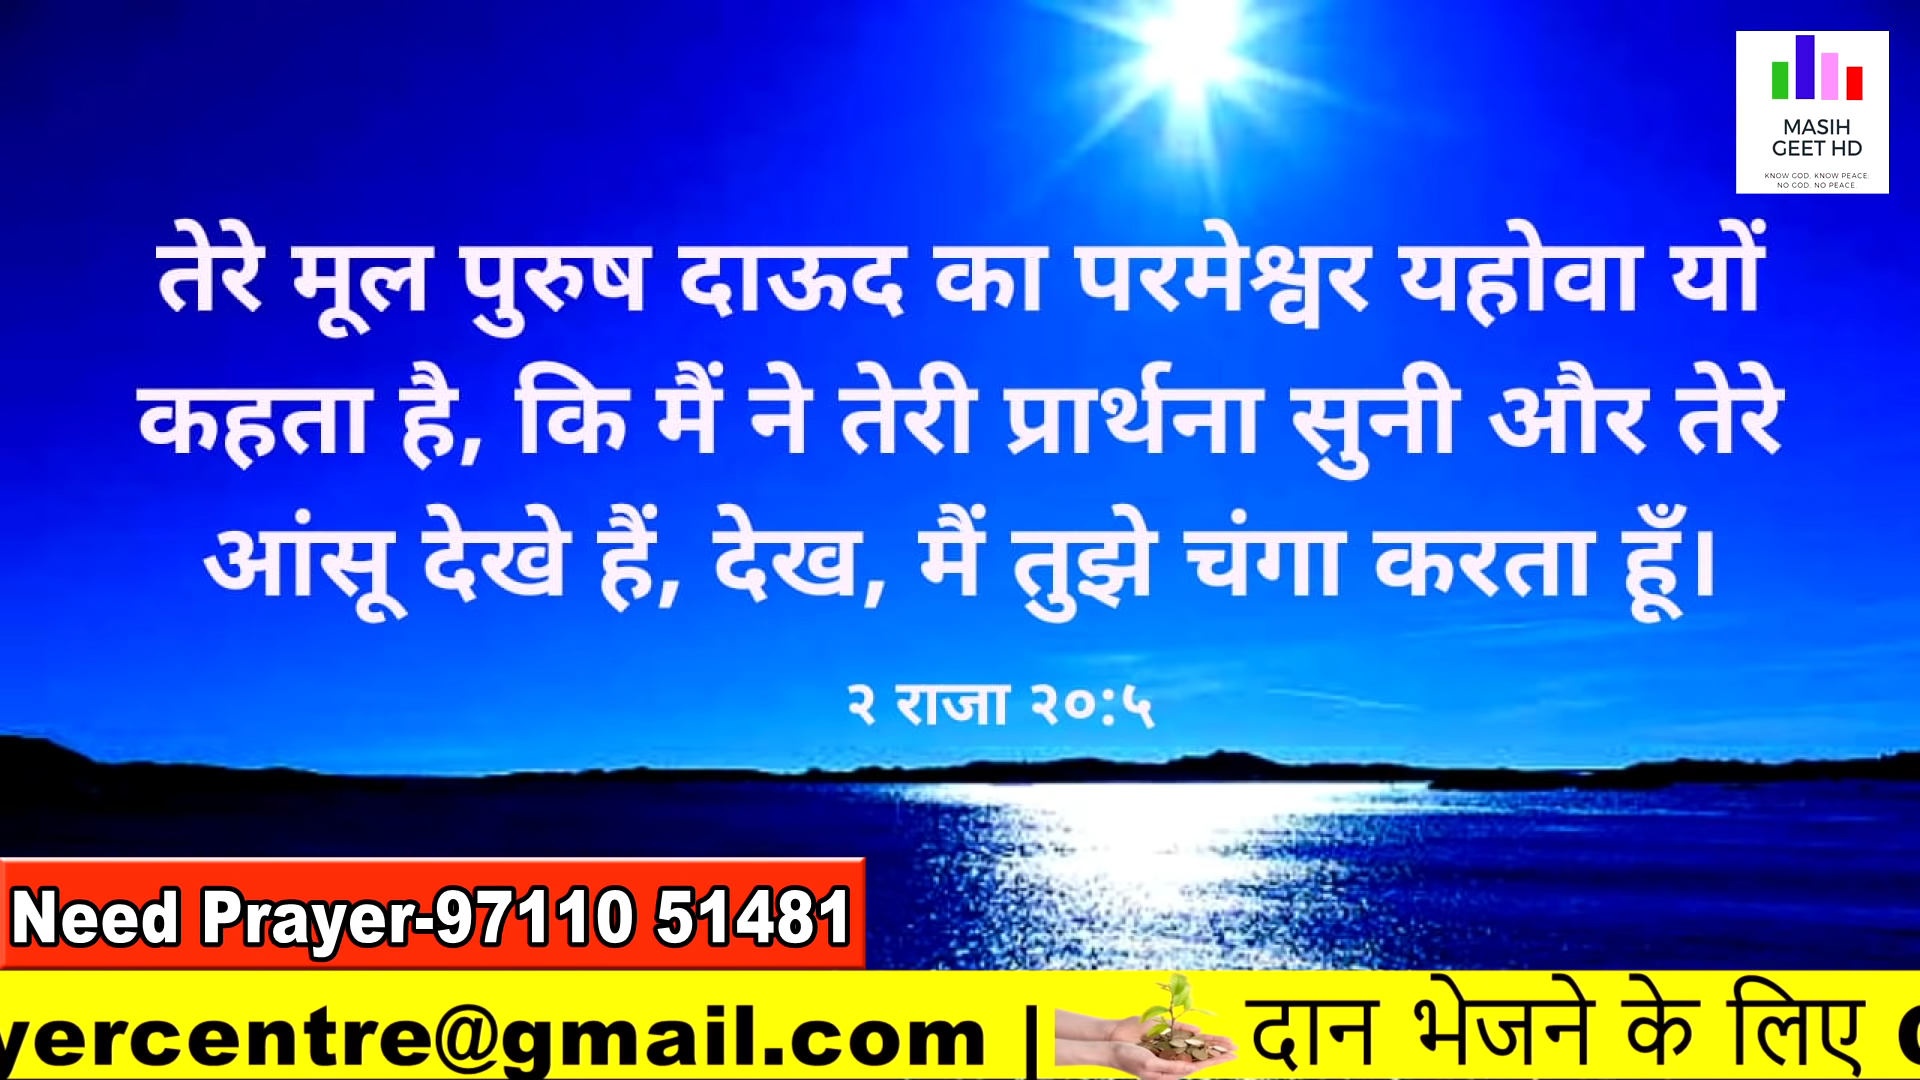 MASIH
GEET HD
KNOW GOD. KNOW PEACE.
NO GOD. NO PEACE.
तेरे मूल पुरुष दाऊद का परमेश्वर यहोवा यों
कहता है, कि मैं ने तेरी प्रार्थना सुनी और तेरे
आंसू देखे हैं, देख, मैं तुझे चंगा करता हूँ।
२ राजा २०:५
Need Prayer-97110 51481
yercentre@gmail.com | दान भेजने के लिए